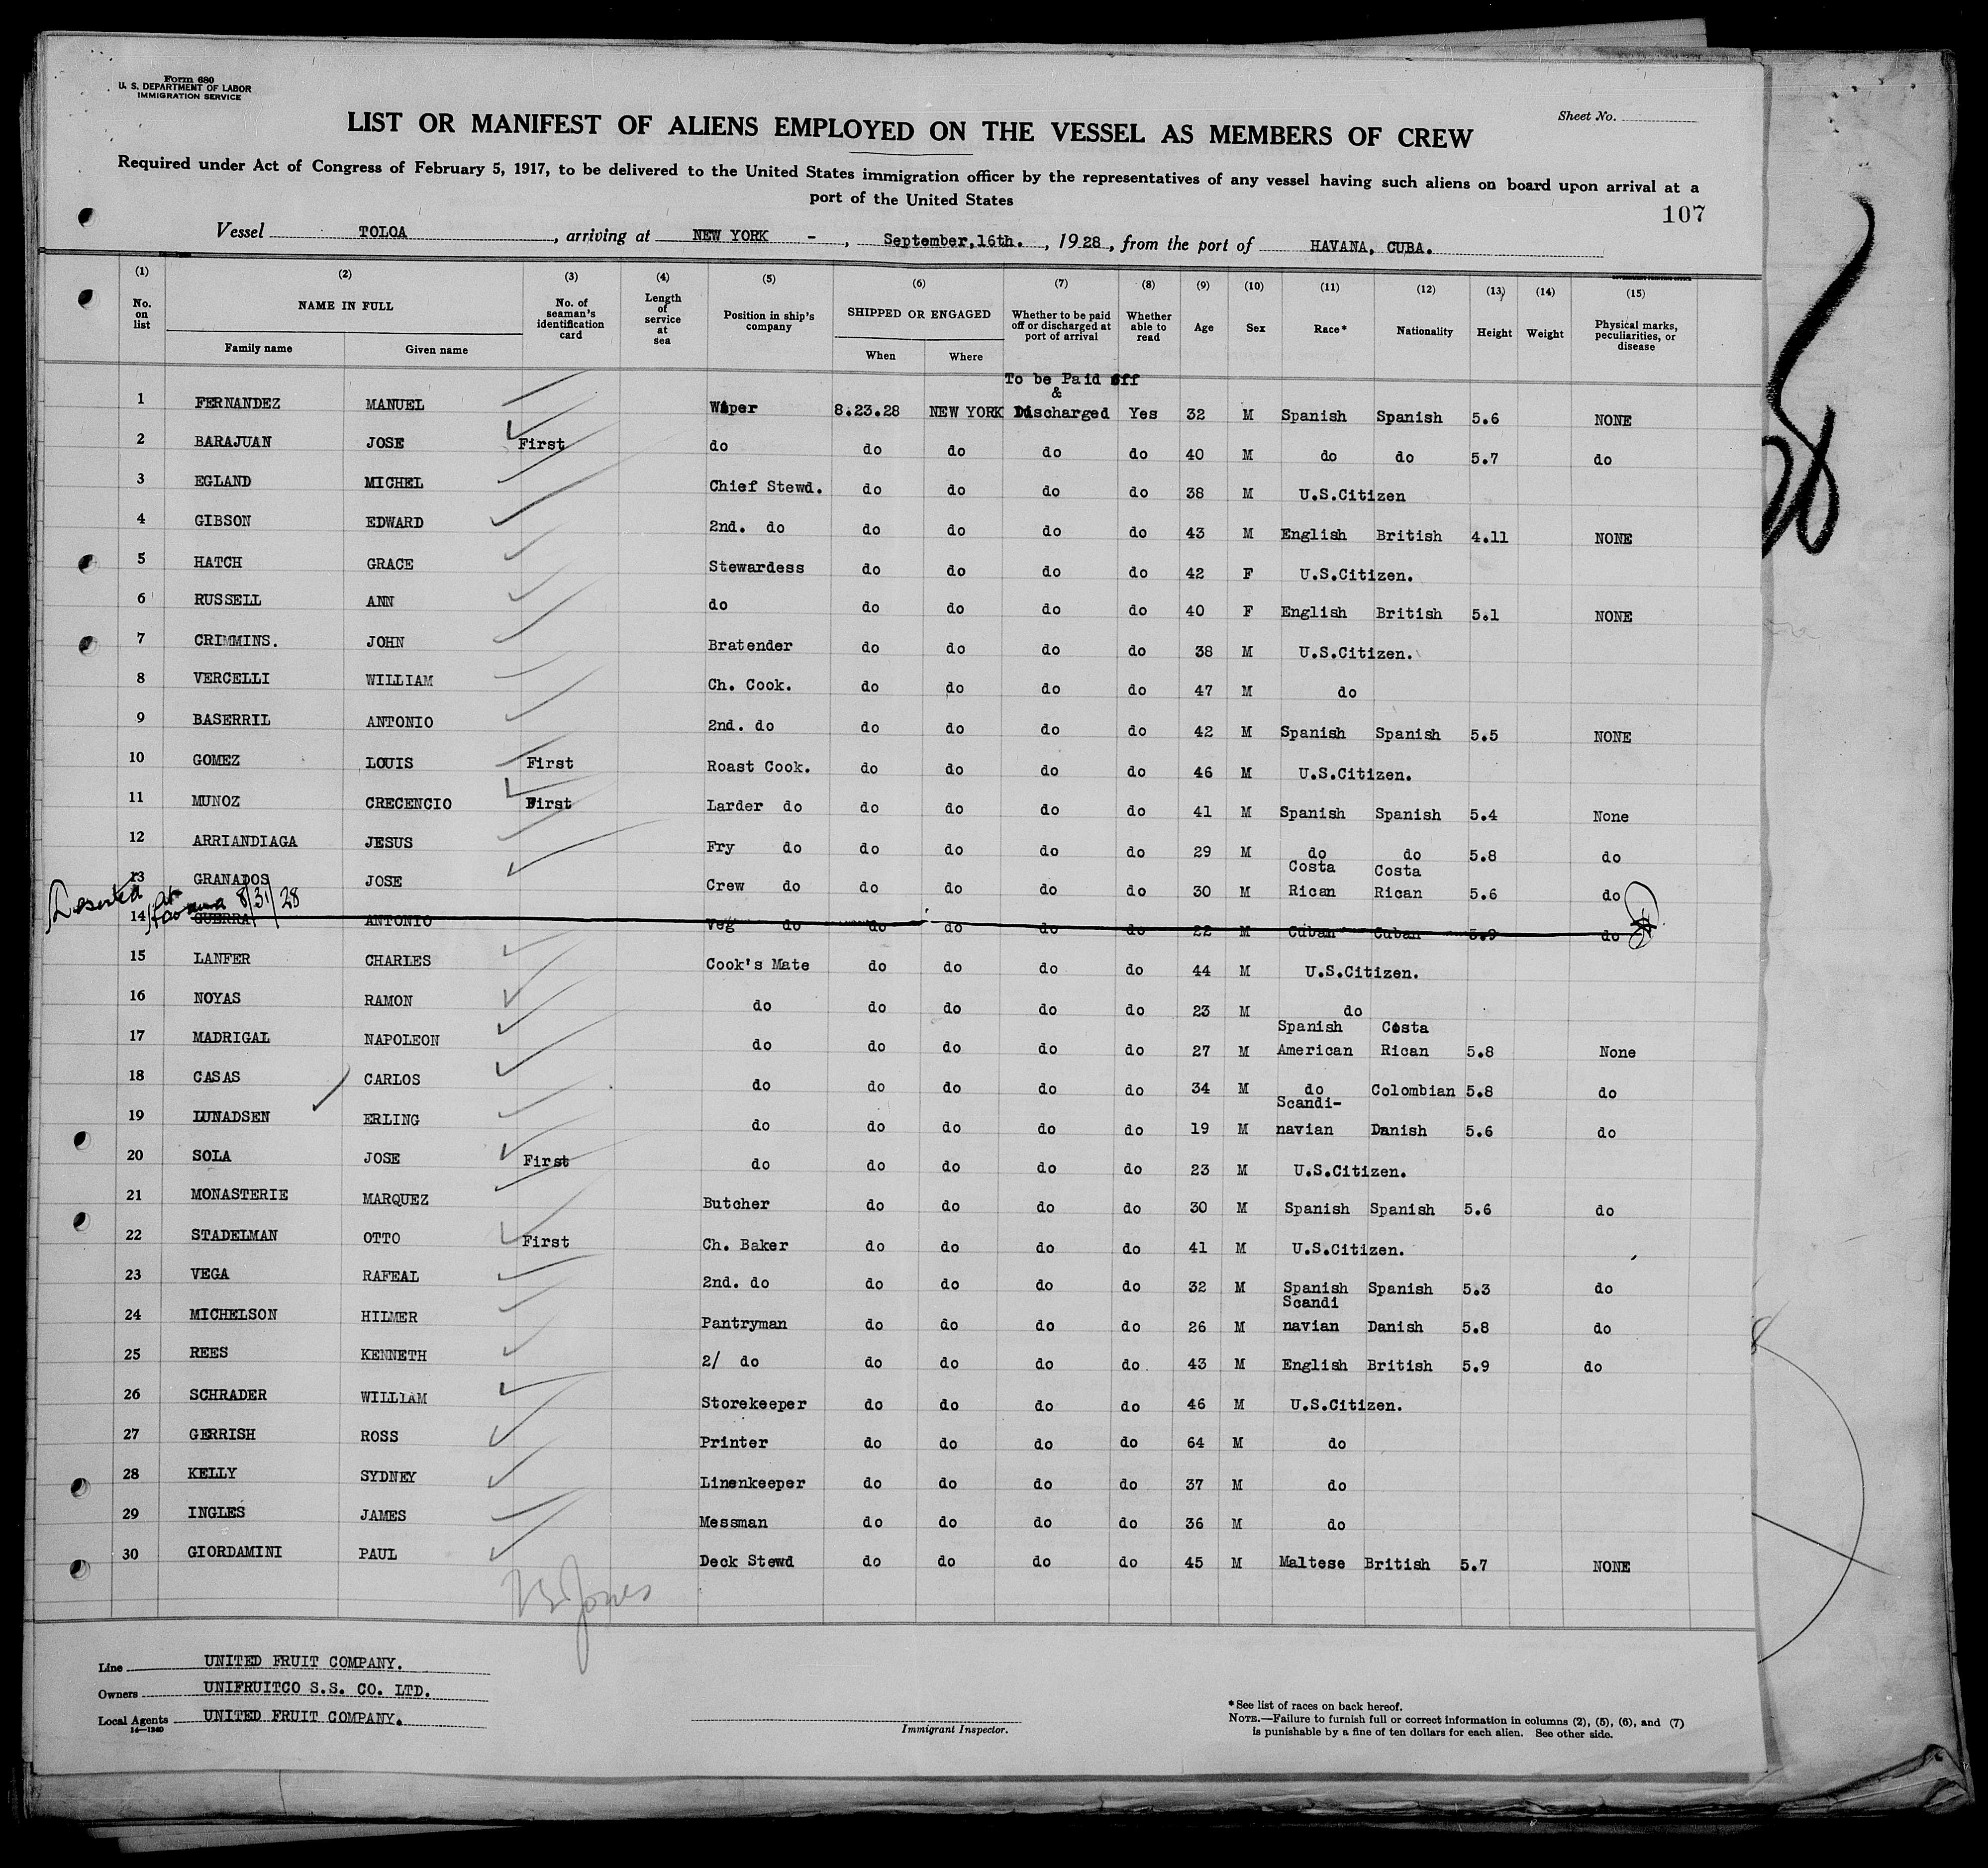 Form 680
U. S. DEPARTMENT OF LABOR
IMMIGRATION SERVICE
Sheet No.
LIST OR MANIFEST OF ALIENS EMPLOYED ON THE VESSEL AS MEMBERS OF CREW
Required under Act of Congress of February 5, 1917, to be delivered to the United States immigration officer by the representatives of any vessel having such aliens on board upon arrival at a
port of the United States
107
Vessel TOLOA, arriving at NEW YORK -, September,16th., 1928, from the port of HAVANA, CUBA.
(1) (2) (3) (4) (5) (6) (7) (8) (9) (10) (11) (12) (13) (14) (15)
No. on list NAME IN FULL Family name Given name No. of seaman's identification card Length of service at sea Position in ship's company SHIPPED OR ENGAGED When Where Whether to be paid off or discharged at port of arrival Whether able to read Age Sex Race* Nationality Height Weight Physical marks, peculiarities, or disease
To be Paid off
&
1 FERNANDEZ MANUEL Wiper 8.23.28 NEW YORK Discharged Yes 32 M Spanish Spanish 5.6 NONE
2 BARAJUAN JOSE First do do do do do 40 M do do 5.7 do
3 EGLAND MICHEL Chief Stewd. do do do do 38 M U.S.Citizen
4 GIBSON EDWARD 2nd. do do do do do 43 M English British 4.11 NONE
5 HATCH GRACE Stewardess do do do do 42 F U.S.Citizen.
6 RUSSELL ANN do do do do do 40 F English British 5.1 NONE
7 CRIMMINS. JOHN Bratender do do do do 38 M U.S.Citizen.
8 VERCELLI WILLIAM Ch. Cook. do do do do 47 M do
9 BASERRIL ANTONIO 2nd. do do do do do 42 M Spanish Spanish 5.5 NONE
10 GOMEZ LOUIS First Roast Cook. do do do do 46 M U.S.Citizen.
11 MUNOZ CRECENCIO First Larder do do do do do 41 M Spanish Spanish 5.4 None
12 ARRIANDIAGA JESUS Fry do do do do do 29 M do do 5.8 do
Costa Costa
13 GRANADOS JOSE Crew do do do do do 30 M Rican Rican 5.6 do
Deserted at Havana 8/31/28
14 GUERRA ANTONIO Veg do do do do do 22 M Cuban Cuban 5.9 do
15 LANFER CHARLES Cook's Mate do do do do 44 M U.S.Citizen.
16 NOYAS RAMON do do do do do 23 M do
Spanish Costa
17 MADRIGAL NAPOLEON do do do do do 27 M American Rican 5.8 None
18 CASAS CARLOS do do do do do 34 M do Colombian 5.8 do
Scandi-
19 LUNADSEN ERLING do do do do do 19 M navian Danish 5.6 do
20 SOLA JOSE First do do do do do 23 M U.S.Citizen.
21 MONASTERIE MARQUEZ Butcher do do do do 30 M Spanish Spanish 5.6 do
22 STADELMAN OTTO First Ch. Baker do do do do 41 M U.S.Citizen.
23 VEGA RAFEAL 2nd. do do do do do 32 M Spanish Spanish 5.3 do
Scandi
24 MICHELSON HILMER Pantryman do do do do 26 M navian Danish 5.8 do
25 REES KENNETH 2/ do do do do do 43 M English British 5.9 do
26 SCHRADER WILLIAM Storekeeper do do do do 46 M U.S.Citizen.
27 GERRISH ROSS Printer do do do do 64 M do
28 KELLY SYDNEY Linenkeeper do do do do 37 M do
29 INGLES JAMES Messman do do do do 36 M do
30 GIORDAMINI PAUL Deck Stewd do do do do 45 M Maltese British 5.7 NONE
Jones
Line UNITED FRUIT COMPANY.
Owners UNIFRUITCO S.S. CO. LTD.
Local Agents UNITED FRUIT COMPANY.
14—1240
Immigrant Inspector.
*See list of races on back hereof.
NOTE.—Failure to furnish full or correct information in columns (2), (5), (6), and (7)
is punishable by a fine of ten dollars for each alien. See other side.